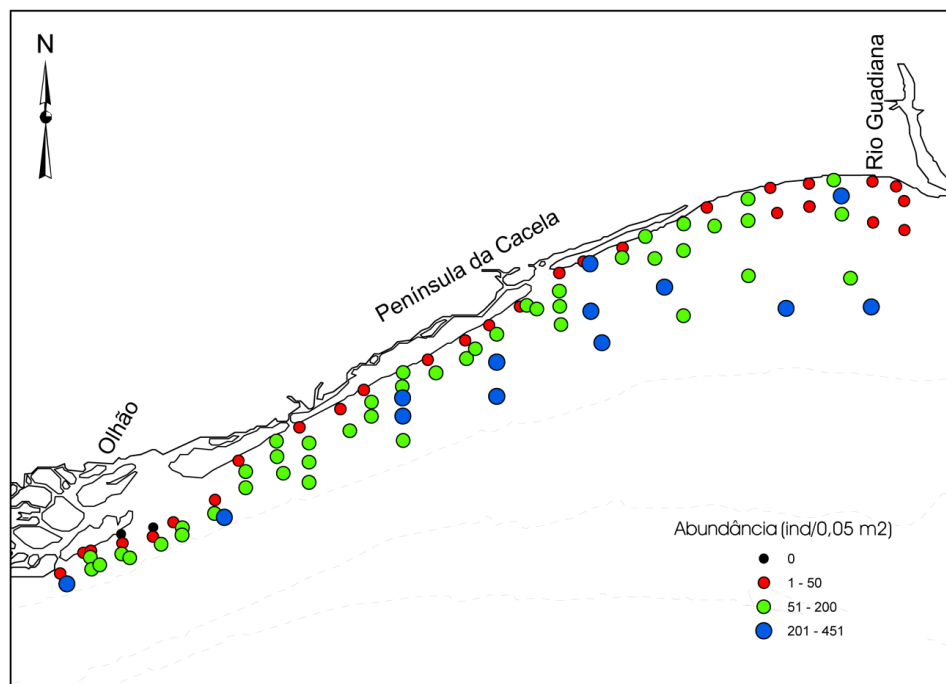 N
Rio Guadiana
Península da Cacela
Olhão
Abundância (ind/0,05 m2)
0
1 - 50
51 - 200
201 - 451